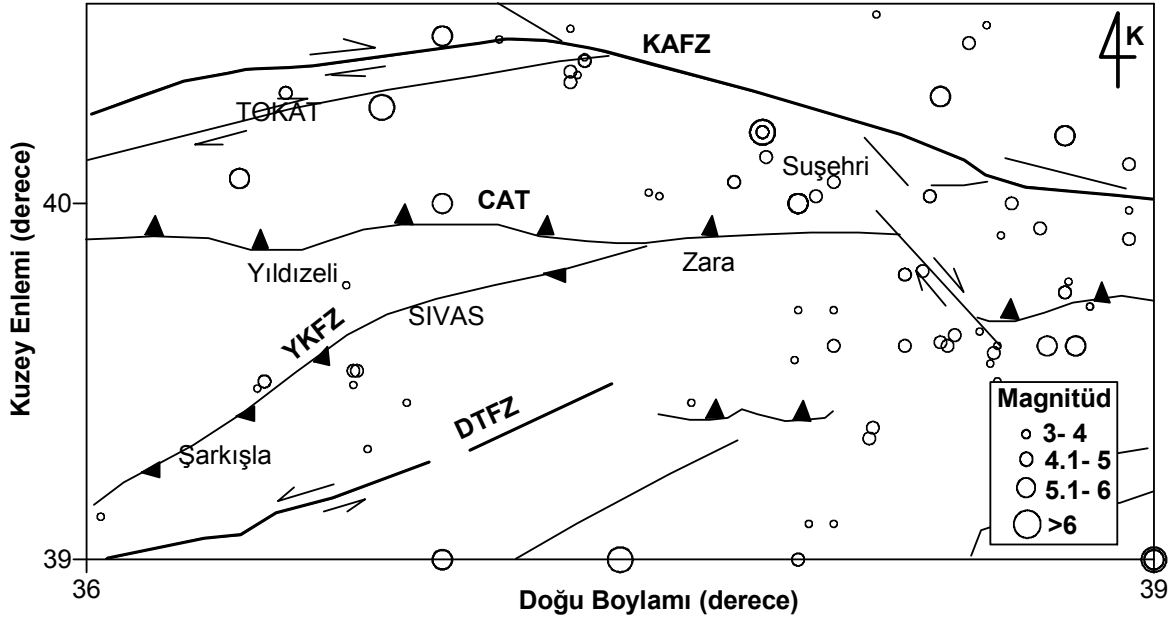 KAFZ
K
TOKAT
Suşehri
40
CAT
Yıldızeli
Zara
SIVAS
YKFZ
DTFZ
Şarkışla
Magnitüd
3- 4
4.1- 5
5.1- 6
>6
39
36
39
Doğu Boylamı (derece)
Kuzey Enlemi (derece)